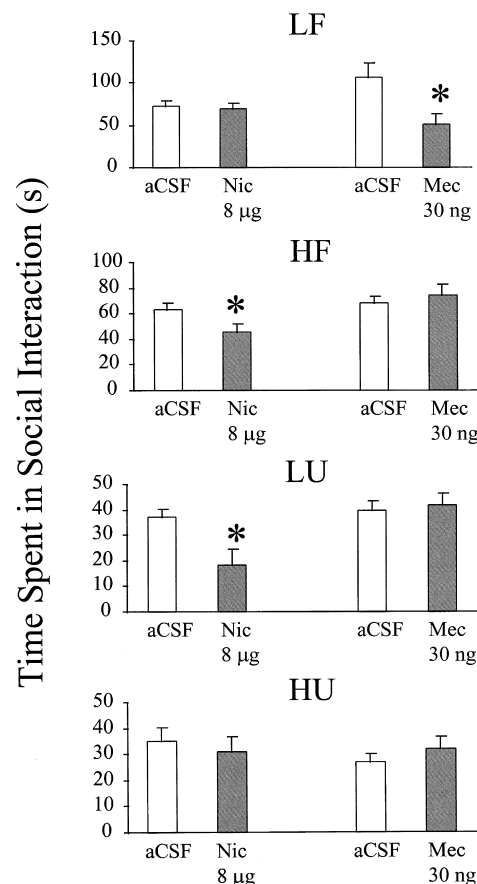 Time Spent in Social Interaction (s)
LF
150
100
50
0
*
aCSF Nic aCSF Mec
8 µg 30 ng
HF
100
80
60
40
20
0
*
aCSF Nic aCSF Mec
8 µg 30 ng
LU
50
40
30
20
10
0
*
aCSF Nic aCSF Mec
8 µg 30 ng
HU
50
40
30
20
10
0
aCSF Nic aCSF Mec
8 µg 30 ng